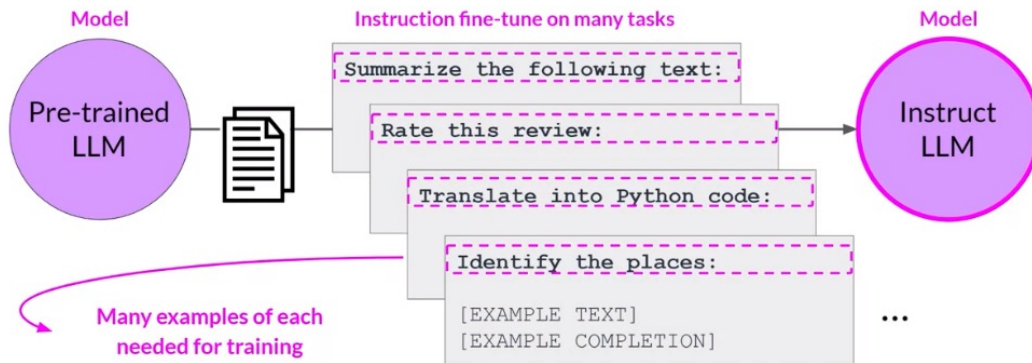 Model
Instruction fine-tune on many tasks
Model
Pre-trained
LLM
Summarize the following text:
Rate this review:
Translate into Python code:
Identify the places:
[EXAMPLE TEXT]
[EXAMPLE COMPLETION]
...
Instruct
LLM
Many examples of each
needed for training